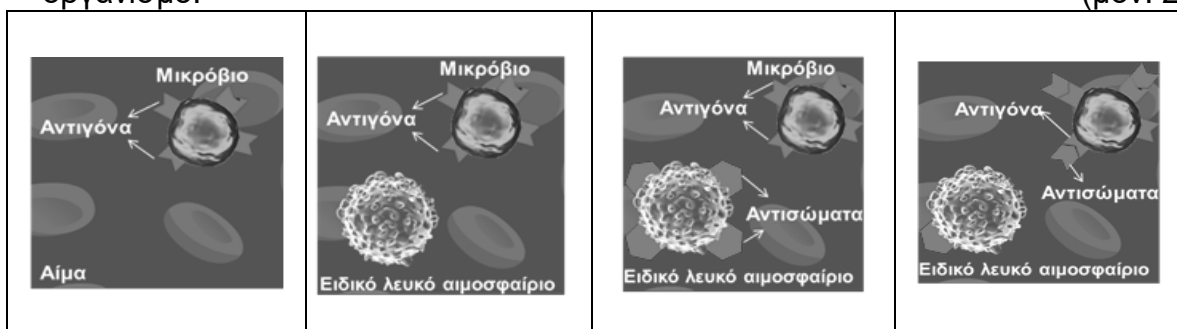 οργανισμό.
(μον. 2
Μικρόβιο
Αντιγόνα
Αίμα
Μικρόβιο
Αντιγόνα
Ειδικό λευκό αιμοσφαίριο
Μικρόβιο
Αντιγόνα
Αντισώματα
Ειδικό λευκό αιμοσφαίριο
Αντιγόνα
Αντισώματα
Ειδικό λευκό αιμοσφαίριο